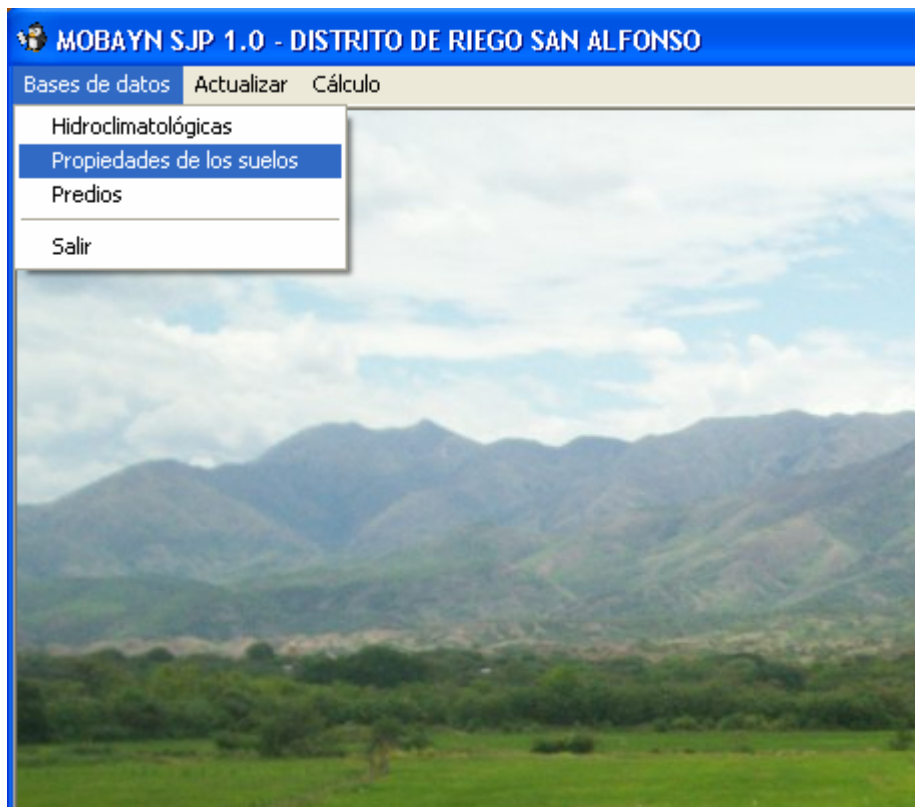 MOBAYN SJP 1.0 - DISTRITO DE RIEGO SAN ALFONSO
Bases de datos Actualizar Cálculo
Hidroclimatológicas
Propiedades de los suelos
Predios
Salir